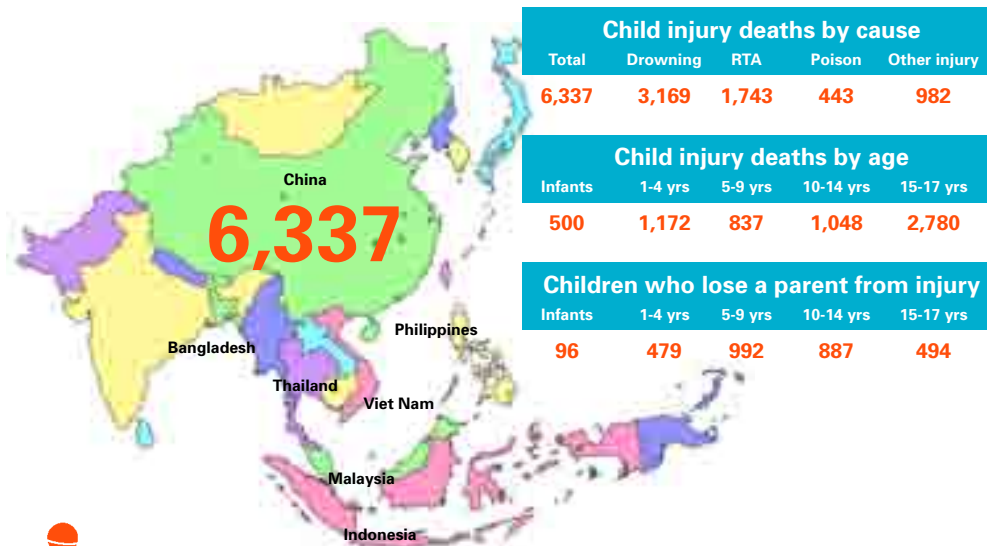 Child injury deaths by cause
Total Drowning RTA Poison Other injury
6,337 3,169 1,743 443 982
Child injury deaths by age
Infants 1-4 yrs 5-9 yrs 10-14 yrs 15-17 yrs
500 1,172 837 1,048 2,780
Children who lose a parent from injury
Infants 1-4 yrs 5-9 yrs 10-14 yrs 15-17 yrs
96 479 992 887 494
China
6,337
Philippines
Bangladesh
Thailand
Viet Nam
Malaysia
Indonesia